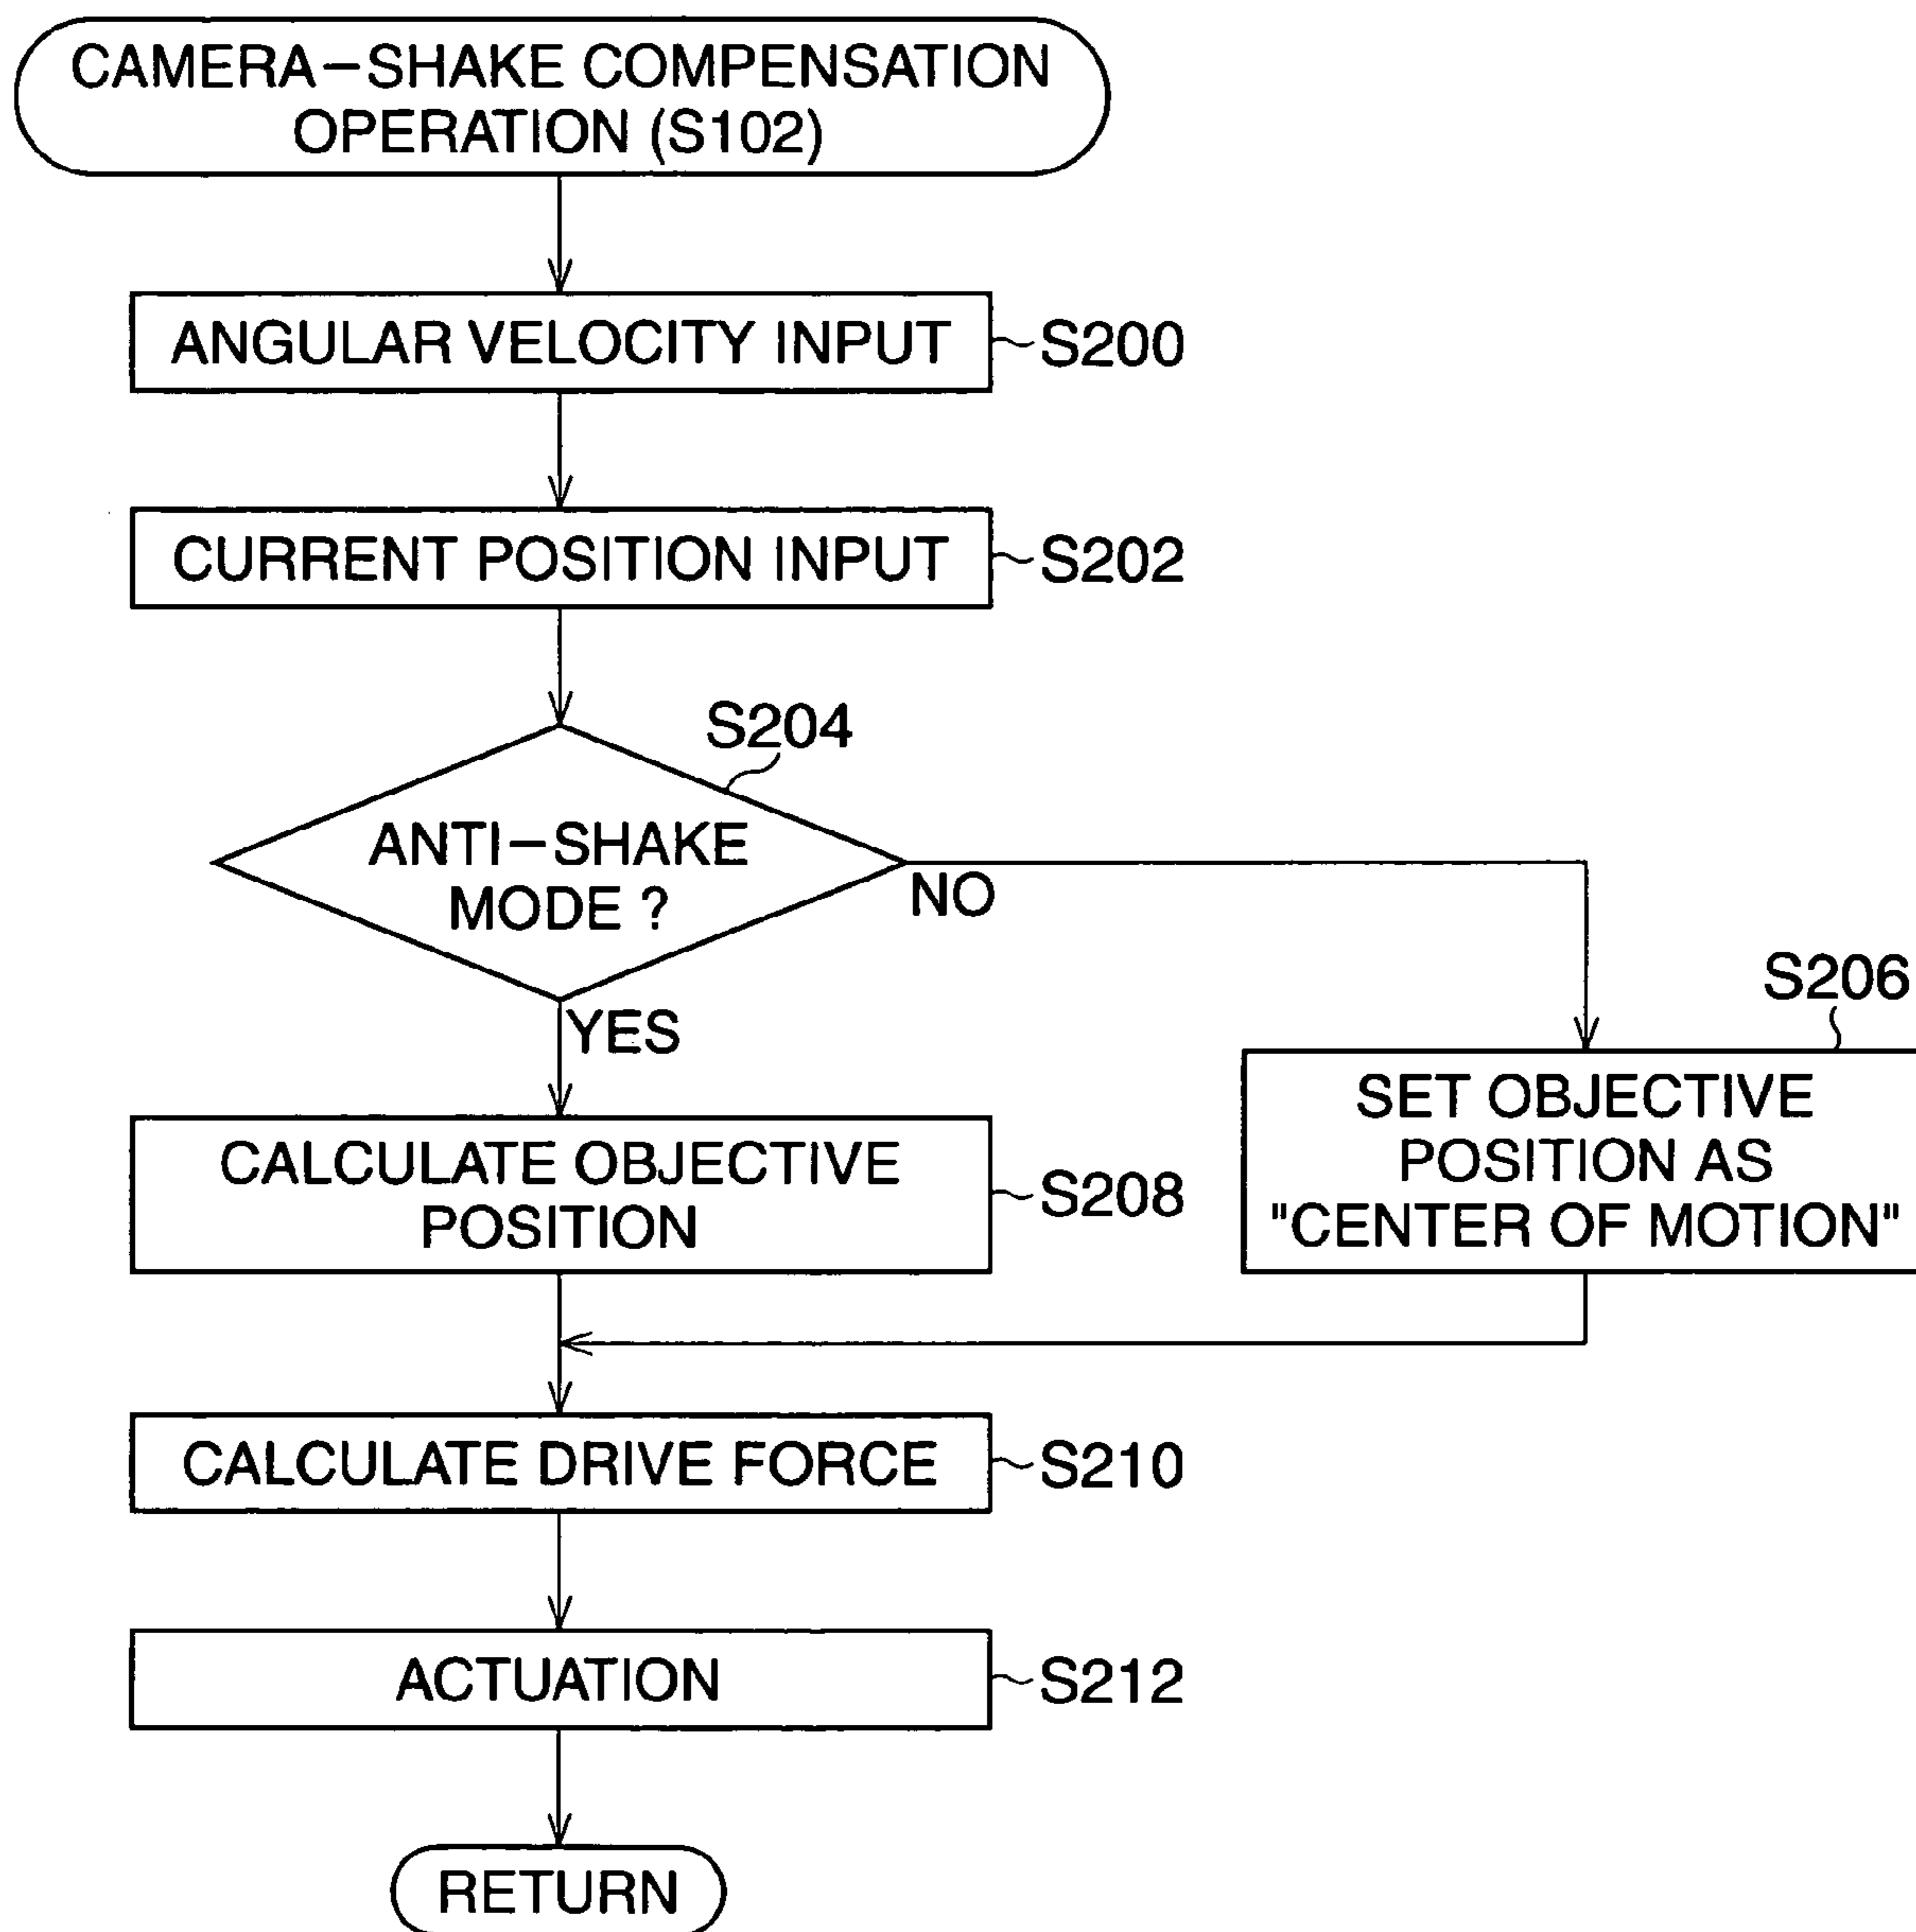 CAMERA-SHAKE COMPENSATION
OPERATION (S102)
ANGULAR VELOCITY INPUT
S200
CURRENT POSITION INPUT
S202
S204
ANTI-SHAKE
MODE ?
NO
YES
S206
SET OBJECTIVE
POSITION AS
"CENTER OF MOTION"
CALCULATE OBJECTIVE
POSITION
S208
CALCULATE DRIVE FORCE
S210
ACTUATION
S212
RETURN